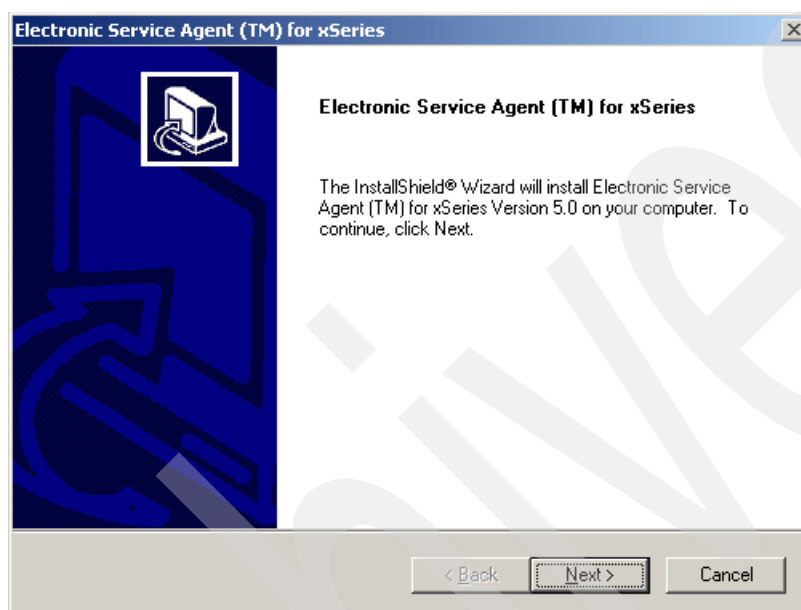 Electronic Service Agent (TM) for xSeries
Electronic Service Agent (TM) for xSeries
The InstallShield® Wizard will install Electronic Service
Agent (TM) for xSeries Version 5.0 on your computer. To
continue, click Next.
< Back
Next >
Cancel